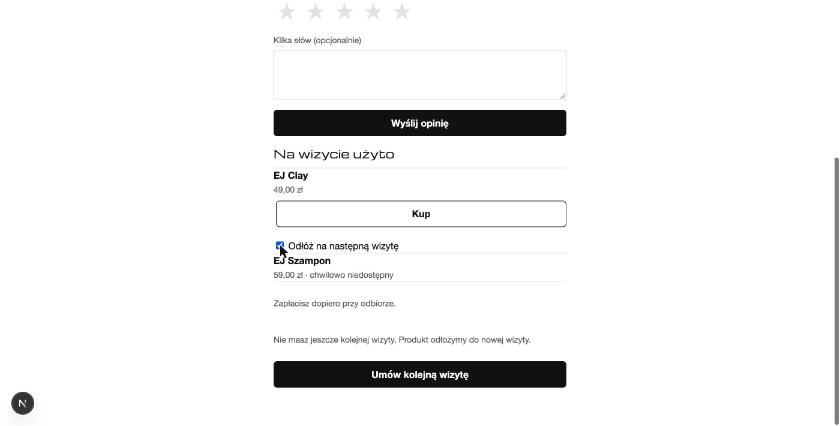 Kilka słów (opcjonalnie)
Wyślij opinię
Na wizycie użyto
EJ Clay
49,00 zł
Kup
Odłóż na następną wizytę
EJ Szampon
59,00 zł · chwilowo niedostępny
Zapłacisz dopiero przy odbiorze.
Nie masz jeszcze kolejnej wizyty. Produkt odłożymy do nowej wizyty.
Umów kolejną wizytę
N